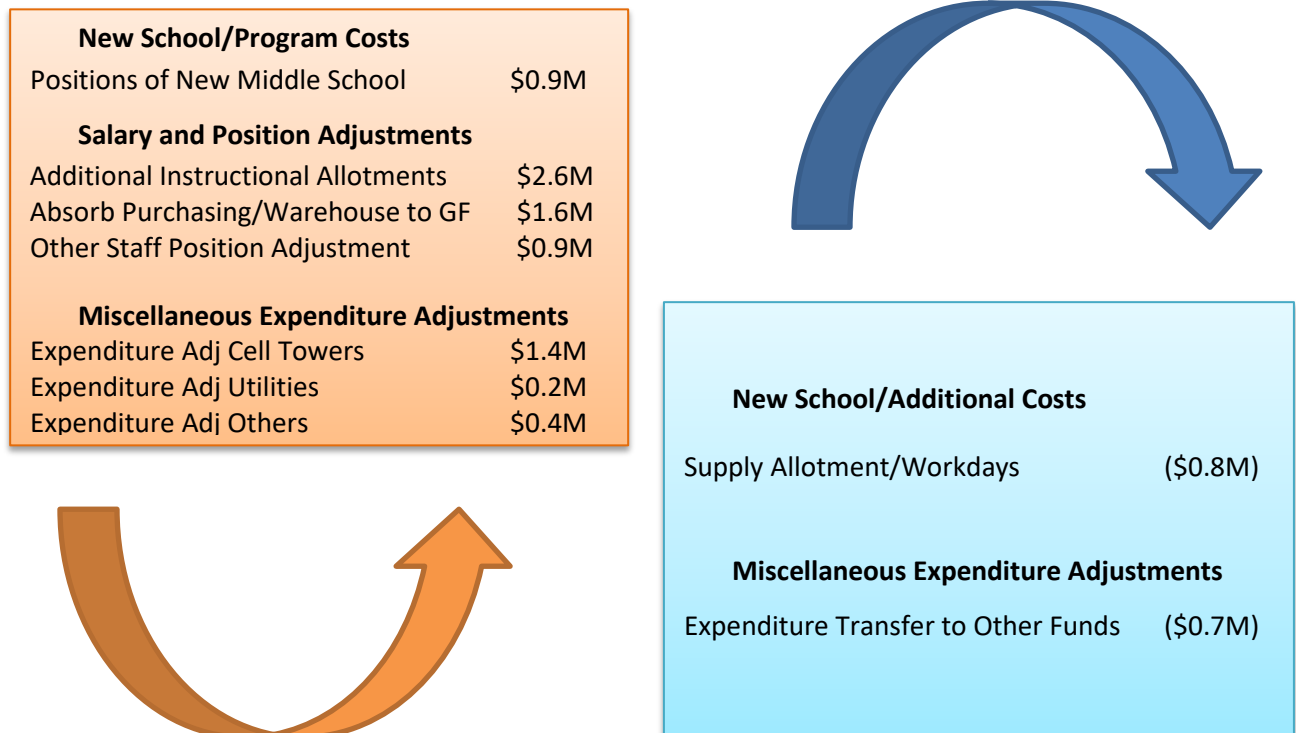 New School/Program Costs
Positions of New Middle School $0.9M
Salary and Position Adjustments
Additional Instructional Allotments $2.6M
Absorb Purchasing/Warehouse to GF $1.6M
Other Staff Position Adjustment $0.9M
Miscellaneous Expenditure Adjustments
Expenditure Adj Cell Towers $1.4M
Expenditure Adj Utilities $0.2M
Expenditure Adj Others $0.4M
New School/Additional Costs
Supply Allotment/Workdays ($0.8M)
Miscellaneous Expenditure Adjustments
Expenditure Transfer to Other Funds ($0.7M)